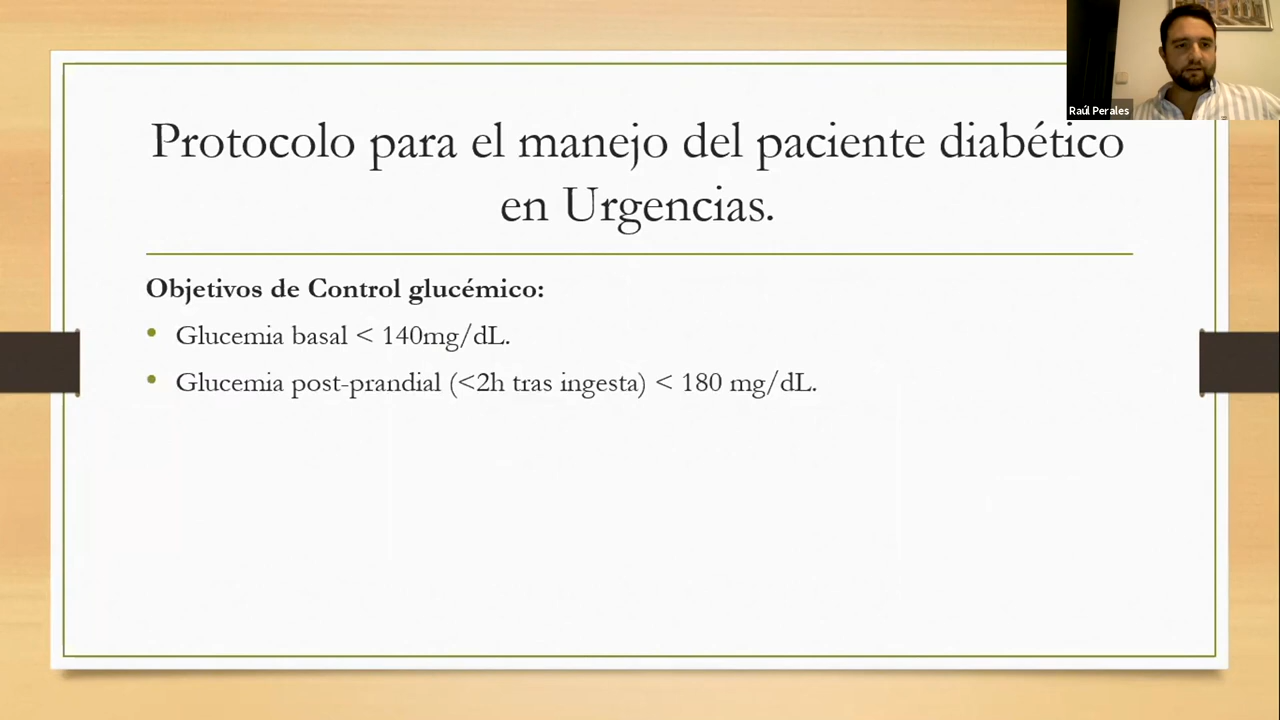 Raúl Perales
Protocolo para el manejo del paciente diabético
en Urgencias.
Objetivos de Control glucémico:
• Glucemia basal < 140mg/dL.
• Glucemia post-prandial (<2h tras ingesta) < 180 mg/dL.